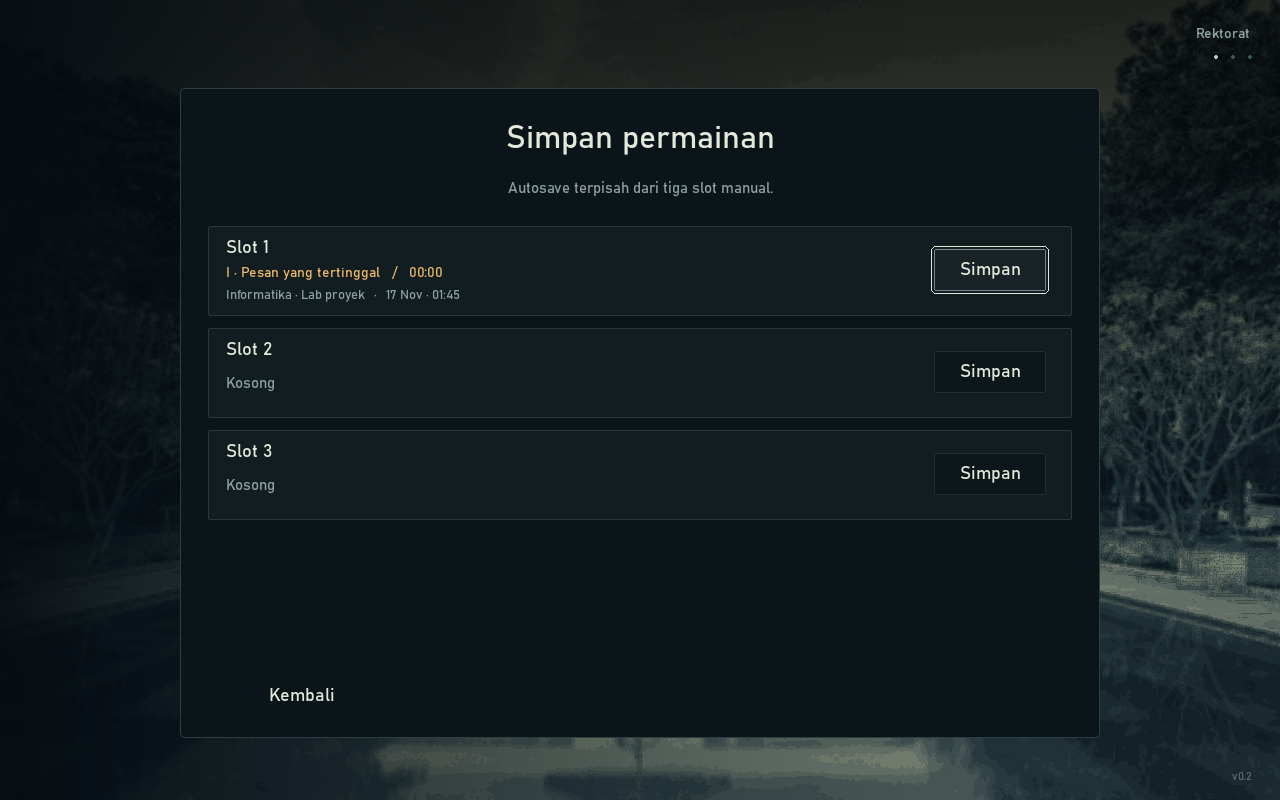 Rektorat
Simpan permainan
Autosave terpisah dari tiga slot manual.
Slot 1
I · Pesan yang tertinggal / 00:00
Informatika · Lab proyek · 17 Nov · 01:45
Simpan
Slot 2
Kosong
Simpan
Slot 3
Kosong
Simpan
Kembali
v0.2